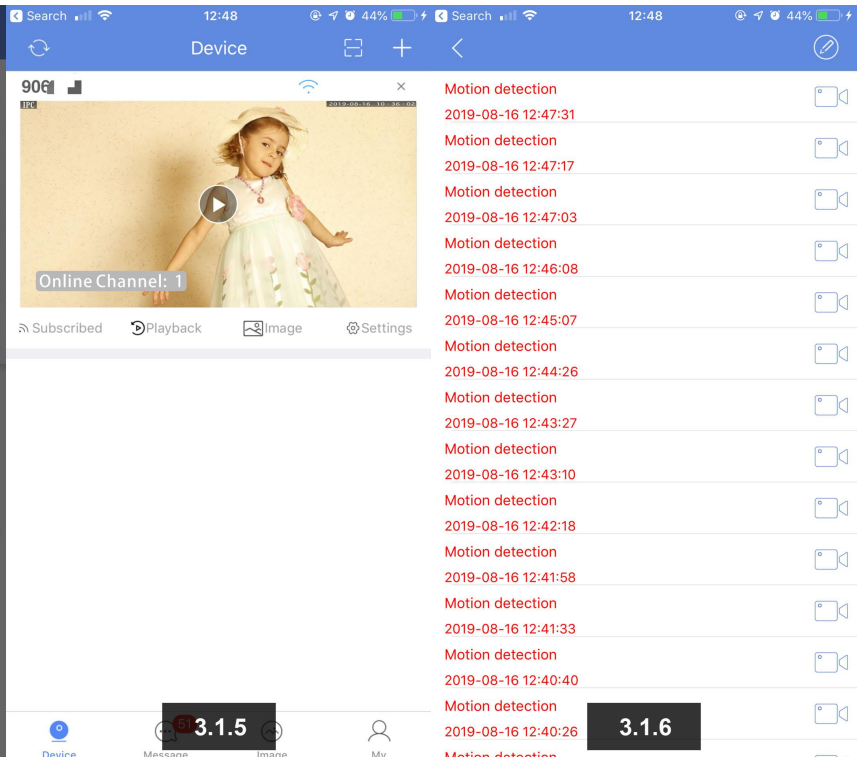 Search 12:48 44%
Device
906
IPC 2019-08-16 10:36:02
Online Channel: 1
Subscribed Playback Image Settings
51
3.1.5
Device Message Image My
Search 12:48 44%
Motion detection
2019-08-16 12:47:31
Motion detection
2019-08-16 12:47:17
Motion detection
2019-08-16 12:47:03
Motion detection
2019-08-16 12:46:08
Motion detection
2019-08-16 12:45:07
Motion detection
2019-08-16 12:44:26
Motion detection
2019-08-16 12:43:27
Motion detection
2019-08-16 12:43:10
Motion detection
2019-08-16 12:42:18
Motion detection
2019-08-16 12:41:58
Motion detection
2019-08-16 12:41:33
Motion detection
2019-08-16 12:40:40
Motion detection
2019-08-16 12:40:26
3.1.6
Motion detection